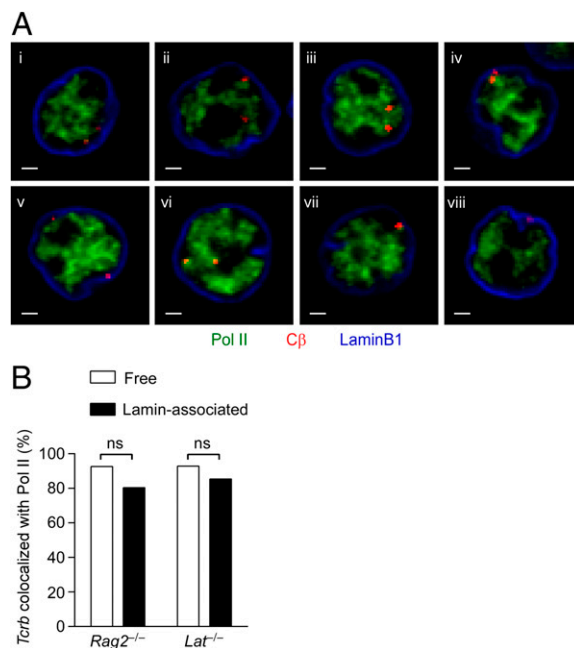 A
i ii iii iv
v vi vii viii
Pol II Cβ LaminB1
B
Free
Lamin-associated
ns ns
Tcrb colocalized with Pol II (%)
100
80
60
40
20
0
Rag2–/– Lat–/–